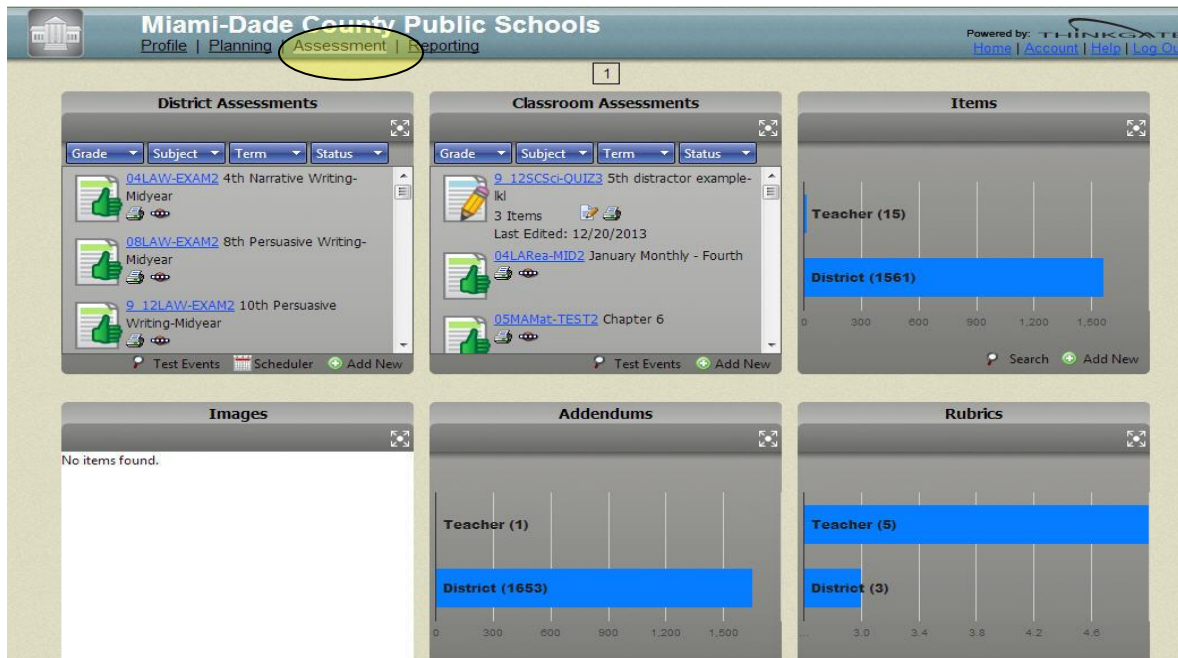 Miami-Dade County Public Schools
Profile | Planning | Assessment | Reporting
Powered by: THINKGATE
Home | Account | Help | Log Ou
1
District Assessments
Grade Subject Term Status
04LAW-EXAM2 4th Narrative Writing-
Midyear
08LAW-EXAM2 8th Persuasive Writing-
Midyear
9_12LAW-EXAM2 10th Persuasive
Writing-Midyear
Test Events Scheduler Add New
Classroom Assessments
Grade Subject Term Status
9_12SCSci-QUIZ3 5th distractor example-
lkl
3 Items
Last Edited: 12/20/2013
04LARea-MID2 January Monthly - Fourth
05MAMat-TEST2 Chapter 6
Test Events Add New
Items
Teacher (15)
District (1561)
0 300 600 900 1,200 1,500
Search Add New
Images
No items found.
Addendums
Teacher (1)
District (1653)
0 300 600 900 1,200 1,500
Rubrics
Teacher (5)
District (3)
... 3.0 3.4 3.8 4.2 4.6